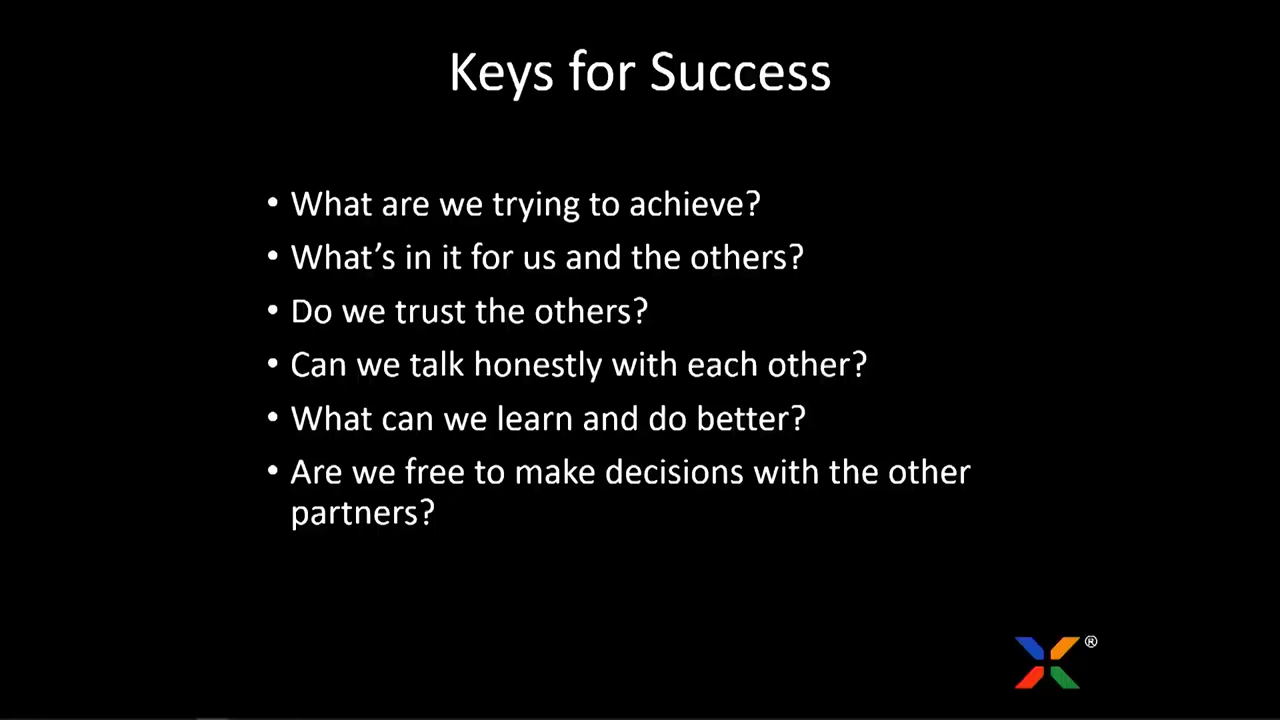 Keys for Success
• What are we trying to achieve?
• What’s in it for us and the others?
• Do we trust the others?
• Can we talk honestly with each other?
• What can we learn and do better?
• Are we free to make decisions with the other
partners?
®